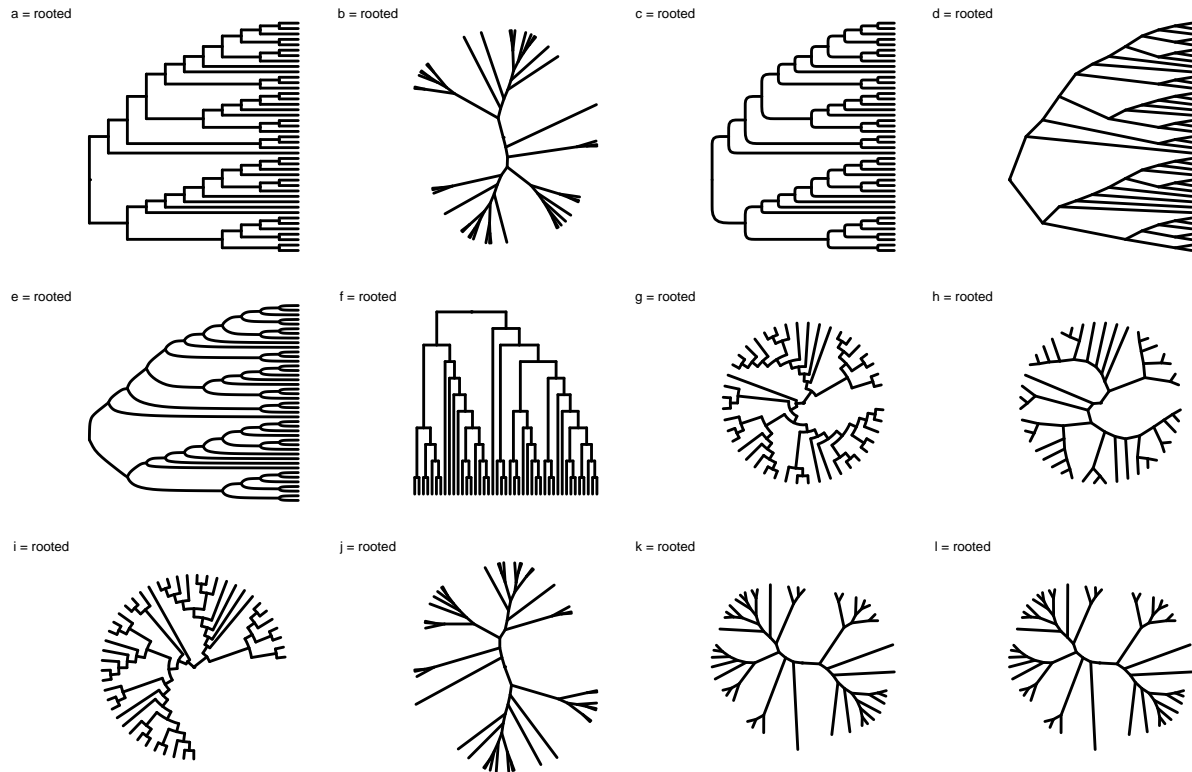 a = rooted
b = rooted
c = rooted
d = rooted
e = rooted
f = rooted
g = rooted
h = rooted
i = rooted
j = rooted
k = rooted
l = rooted